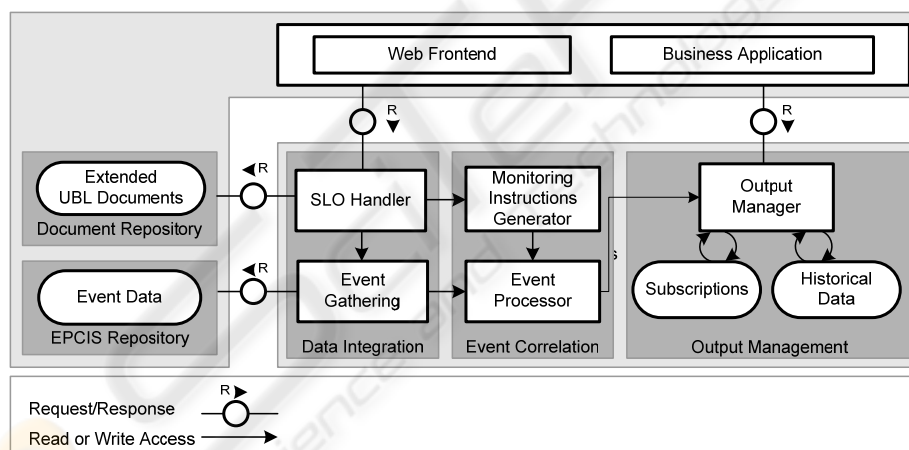 Web Frontend
Business Application
R
R
Extended
UBL Documents
Document Repository
R
SLO Handler
Monitoring
Instructions
Generator
Output
Manager
Event Data
EPCIS Repository
R
Event
Gathering
Event
Processor
s
Subscriptions
Historical
Data
Data Integration
Event Correlation
Output Management
R
Request/Response
Read or Write Access